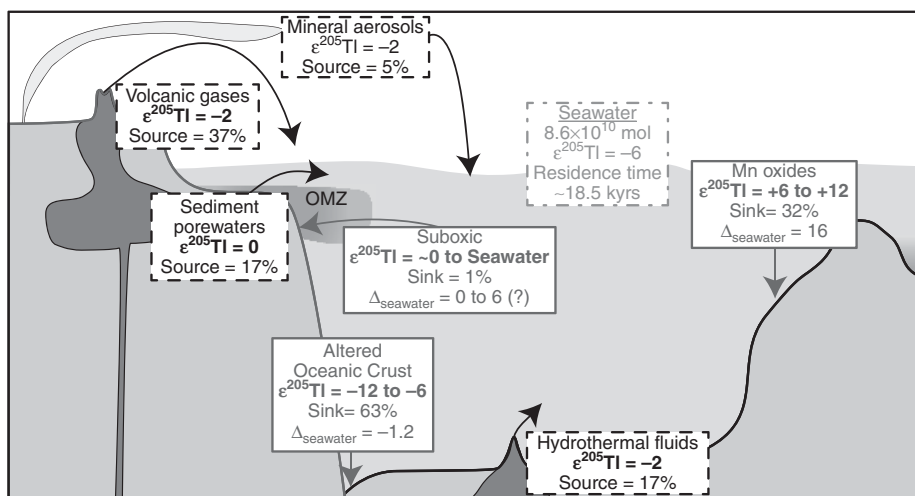 Mineral aerosols
ε²⁰⁵Tl = –2
Source = 5%
Volcanic gases
ε²⁰⁵Tl = –2
Source = 37%
Seawater
8.6×10¹⁰ mol
ε²⁰⁵Tl = –6
Residence time
~18.5 kyrs
Mn oxides
ε²⁰⁵Tl = +6 to +12
Sink= 32%
Δseawater = 16
OMZ
Sediment
porewaters
ε²⁰⁵Tl = 0
Source = 17%
Suboxic
ε²⁰⁵Tl = ~0 to Seawater
Sink = 1%
Δseawater = 0 to 6 (?)
Altered
Oceanic Crust
ε²⁰⁵Tl = –12 to –6
Sink= 63%
Δseawater = –1.2
Hydrothermal fluids
ε²⁰⁵Tl = –2
Source = 17%